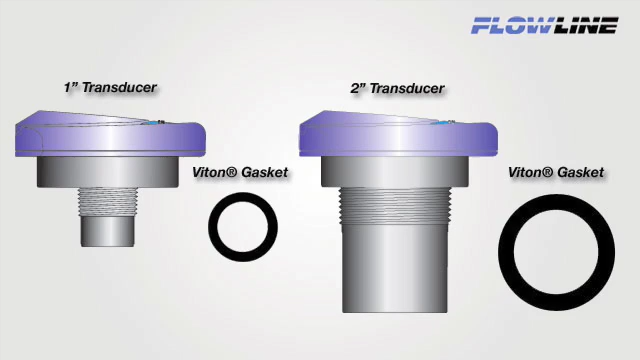 FLOWLINE
1” Transducer
2” Transducer
Viton® Gasket
Viton® Gasket